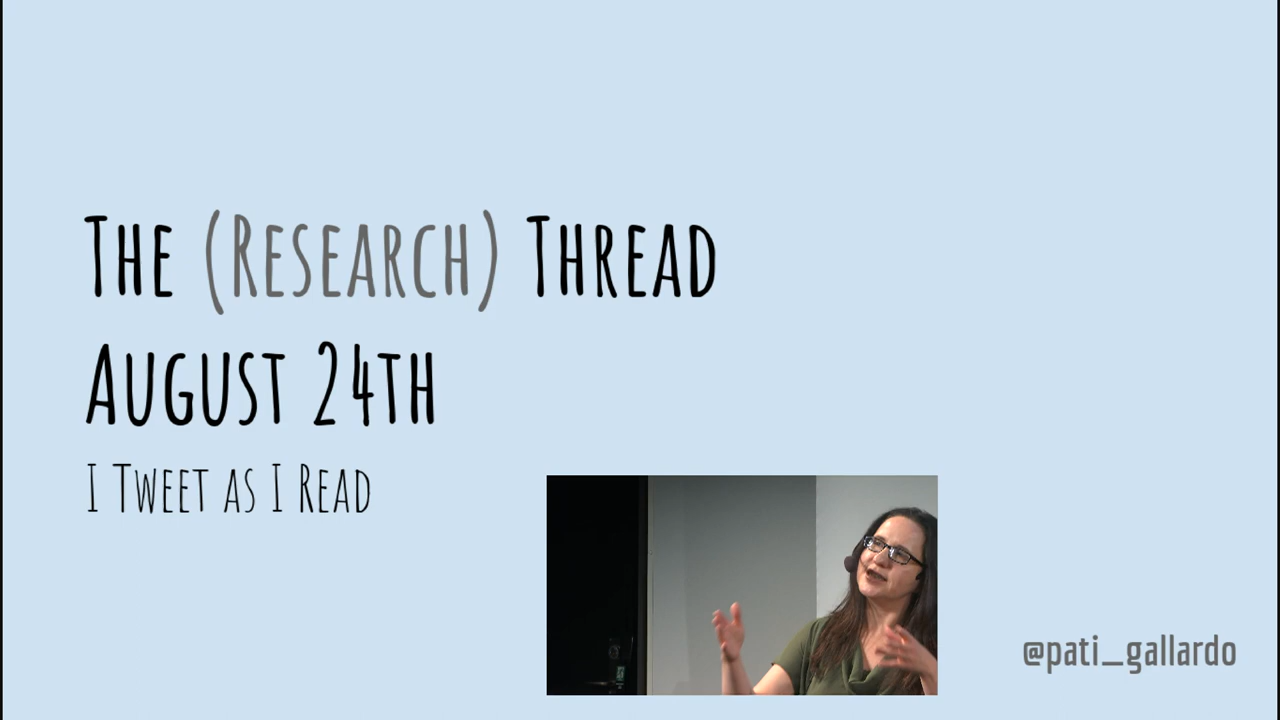 The (Research) Thread
August 24th
I Tweet as I Read
@pati_gallardo